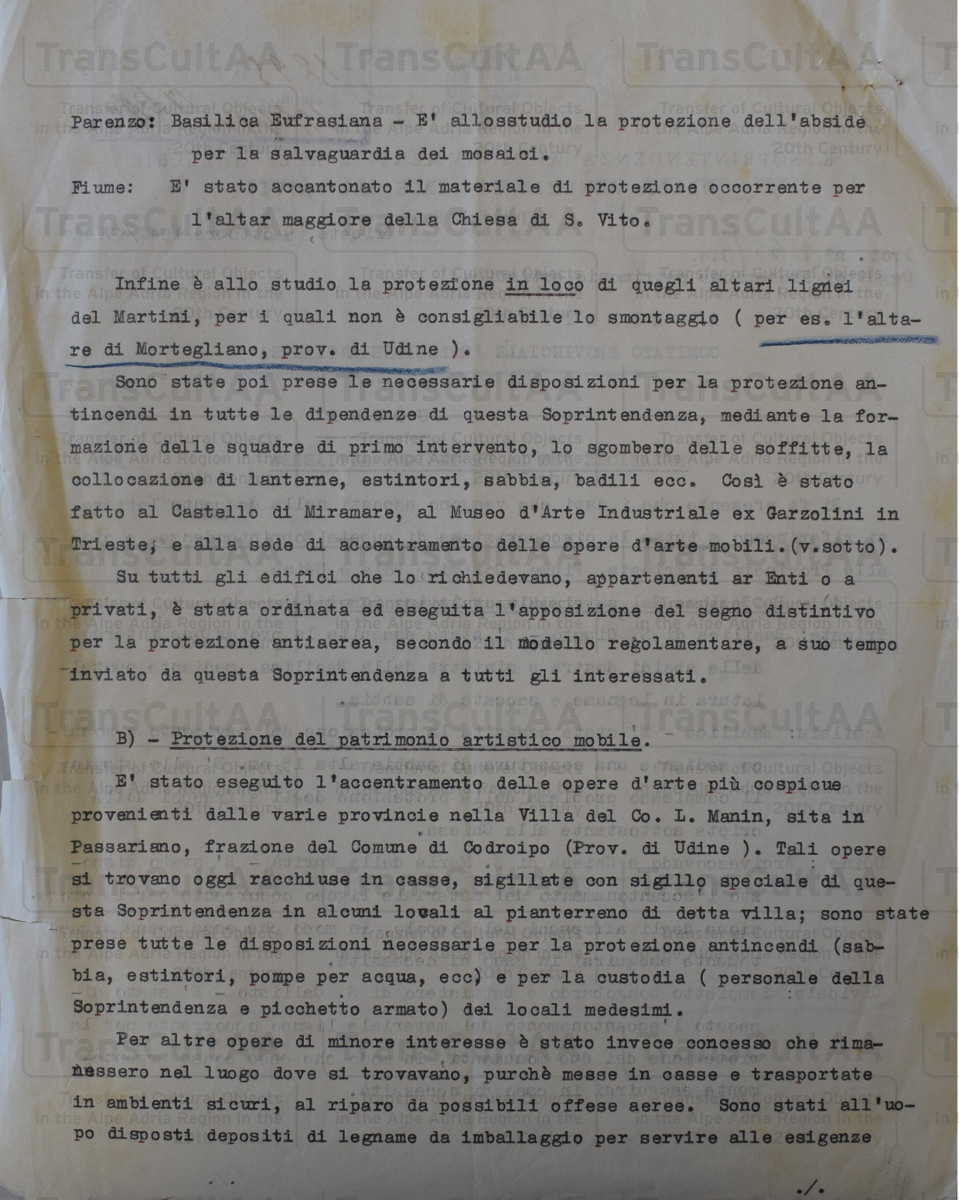 Parenzo: Basilica Eufrasiana - E' allosstudio la protezione dell'abside
per la salvaguardia dei mosaici.
Fiume: E' stato accantonato il materiale di protezione occorrente per
l'altar maggiore della Chiesa di S. Vito.
Infine è allo studio la protezione in loco di quegli altari lignei
del Martini, per i quali non è consigliabile lo smontaggio ( per es. l'alta-
re di Mortegliano, prov. di Udine ).
Sono state poi prese le necessarie disposizioni per la protezione an-
tincendi in tutte le dipendenze di questa Soprintendenza, mediante la for-
mazione delle squadre di primo intervento, lo sgombero delle soffitte, la
collocazione di lanterne, estintori, sabbia, badili ecc. Così è stato
fatto al Castello di Miramare, al Museo d'Arte Industriale ex Garzolini in
Trieste, e alla sede di accentramento delle opere d'arte mobili.(v.sotto).
Su tutti gli edifici che lo richiedevano, appartenenti ar Enti o a
privati, è stata ordinata ed eseguita l'apposizione del segno distintivo
per la protezione antiaerea, secondo il modello regolamentare, a suo tempo
inviato da questa Soprintendenza a tutti gli interessati.
B) - Protezione del patrimonio artistico mobile.
E' stato eseguito l'accentramento delle opere d'arte più cospicue
provenienti dalle varie provincie nella Villa del Co. L. Manin, sita in
Passariano, frazione del Comune di Codroipo (Prov. di Udine ). Tali opere
si trovano oggi racchiuse in casse, sigillate con sigillo speciale di que-
sta Soprintendenza in alcuni locali al pianterreno di detta villa; sono state
prese tutte le disposizioni necessarie per la protezione antincendi (sab-
bia, estintori, pompe per acqua, ecc) e per la custodia ( personale della
Soprintendenza e picchetto armato) dei locali medesimi.
Per altre opere di minore interesse è stato invece concesso che rima-
nessero nel luogo dove si trovavano, purchè messe in casse e trasportate
in ambienti sicuri, al riparo da possibili offese aeree. Sono stati all'uo-
po disposti depositi di legname da imballaggio per servire alle esigenze
./.
TransCultAA
Transfer of Cultural Objects
in the Alpe Adria Region in the
20th Century